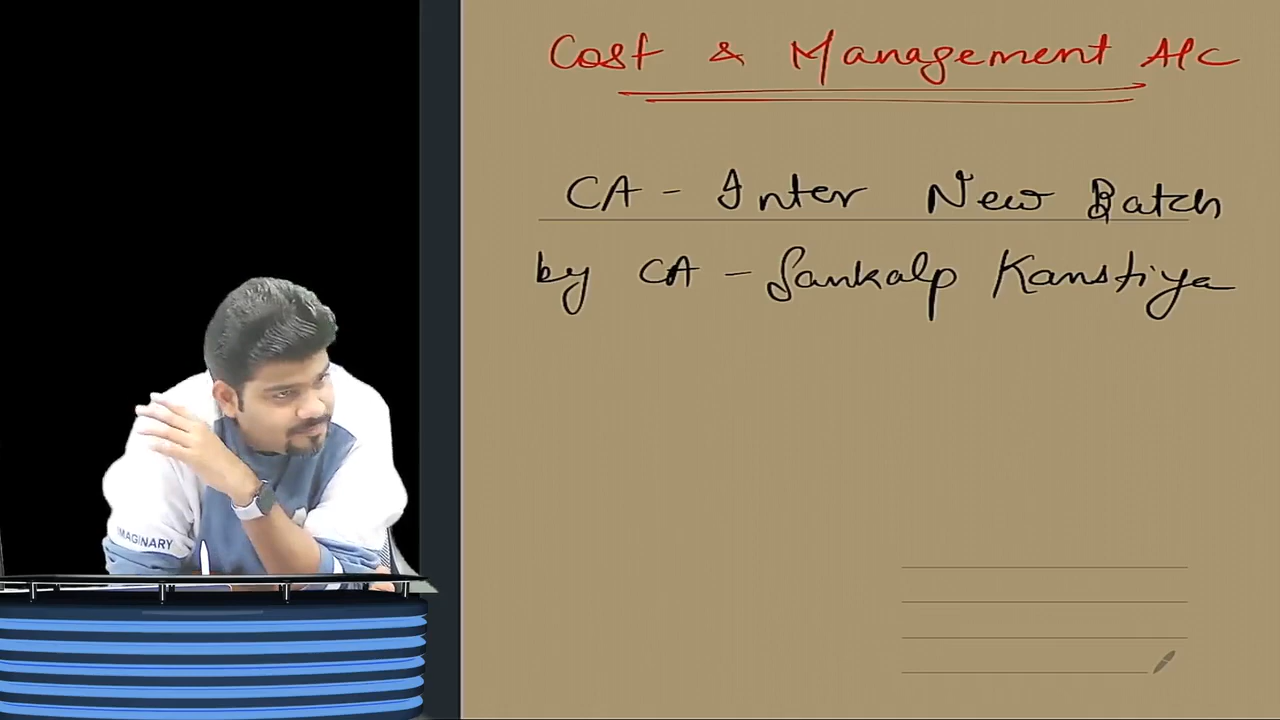 Cost & Management A/c
CA - Inter New Batch
by CA - Sankalp Kanstiya
IMAGINARY